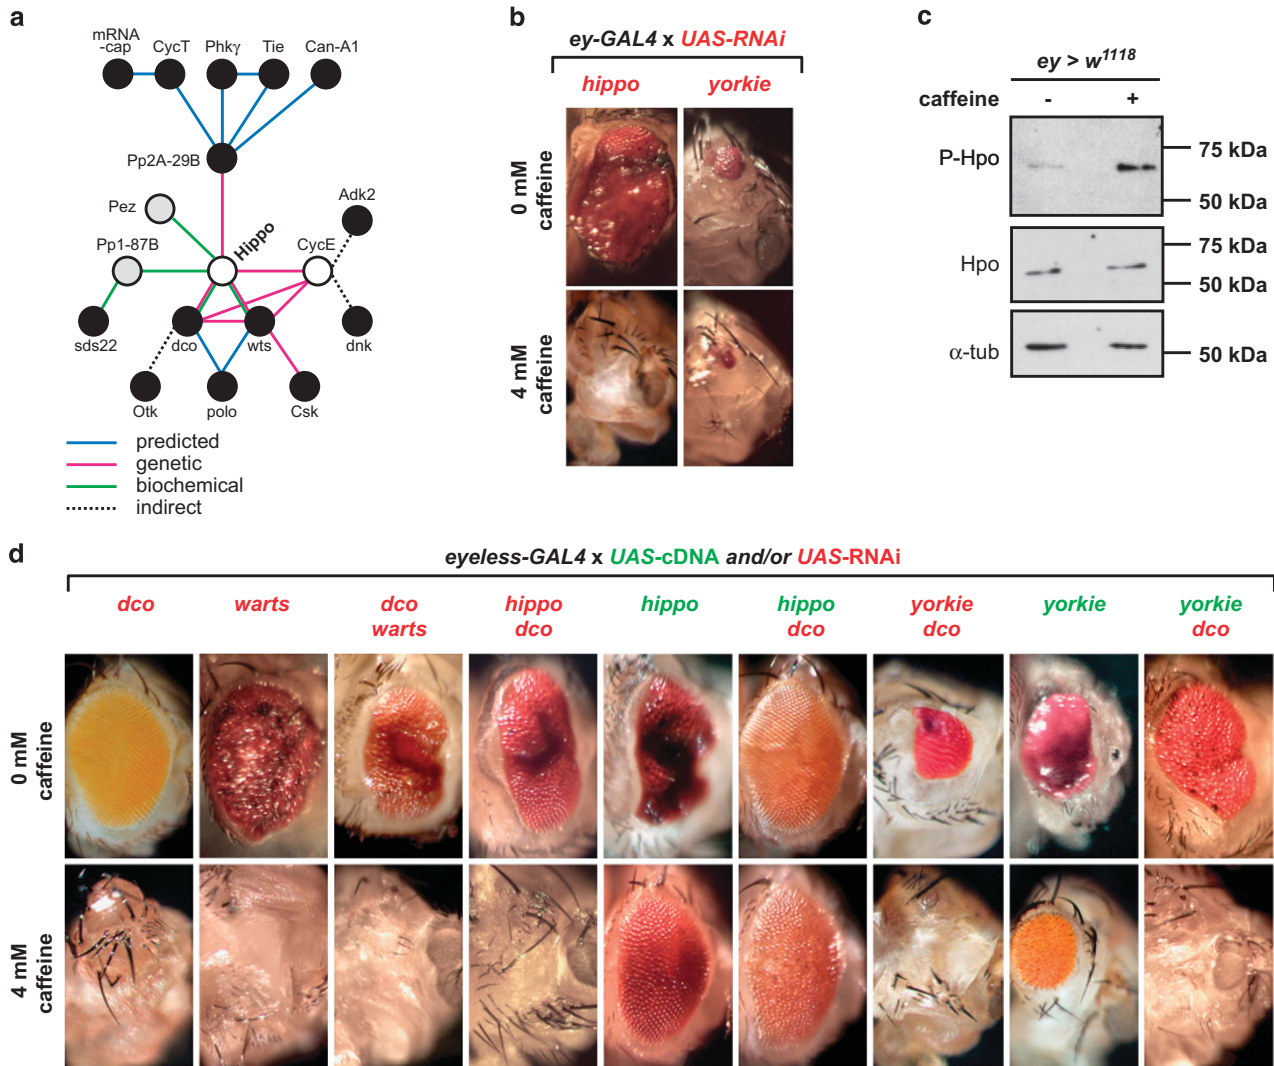 a
mRNA
-cap CycT Phkγ Tie Can-A1
Pp2A-29B
Pez
Adk2
Pp1-87B
Hippo
CycE
sds22
dco
wts
dnk
Otk
polo
Csk
predicted
genetic
biochemical
indirect
b
ey-GAL4 x UAS-RNAi
hippo yorkie
0 mM
caffeine
4 mM
caffeine
c
ey > w1118
caffeine - +
P-Hpo
75 kDa
50 kDa
Hpo
75 kDa
50 kDa
α-tub
50 kDa
d
eyeless-GAL4 x UAS-cDNA and/or UAS-RNAi
dco warts dco hippo hippo hippo yorkie yorkie yorkie
warts dco dco dco dco
0 mM
caffeine
4 mM
caffeine